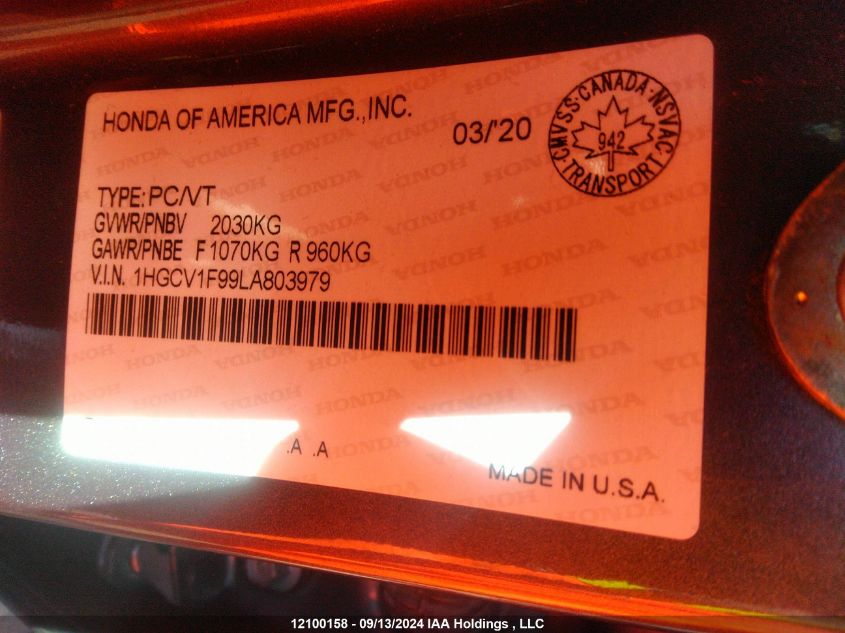 HONDA OF AMERICA MFG.,INC.
03/'20
CMVSS·CANADA·NSVAC·TRANSPORT·
942
TYPE: PC/VT
GVWR/PNBV 2030KG
GAWR/PNBE F 1070KG R 960KG
V.I.N. 1HGCV1F99LA803979
.A .A
MADE IN U.S.A.
12100158 - 09/13/2024 IAA Holdings , LLC